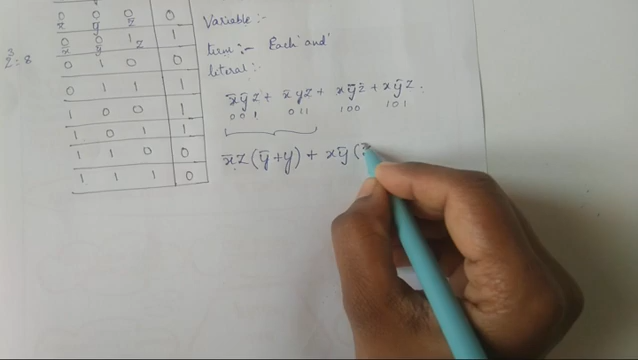 0 0 0 0
x̄ ȳ z̄
0 0 1 1
x̄ ȳ z
0 1 0 0
0 1 1 1
1 0 0 1
1 0 1 1
1 1 0 0
1 1 1 0
2³ = 8
Variable :-
term :- Each 'and'
literal :-
x̄ȳz + x̄yz + xȳz̄ + xȳz.
001 011 100 101
x̄z(ȳ+y) + xȳ(z̄